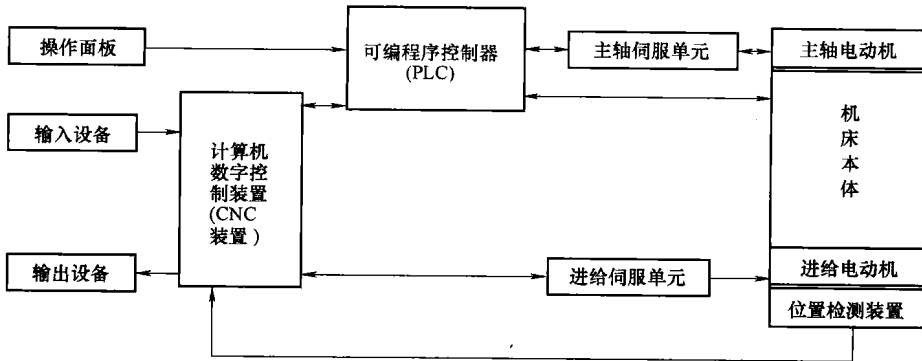 操作面板
可编程序控制器
(PLC)
主轴伺服单元
主轴电动机
输入设备
计算机
数字控
制装置
(CNC
装置)
机
床
本
体
输出设备
进给伺服单元
进给电动机
位置检测装置